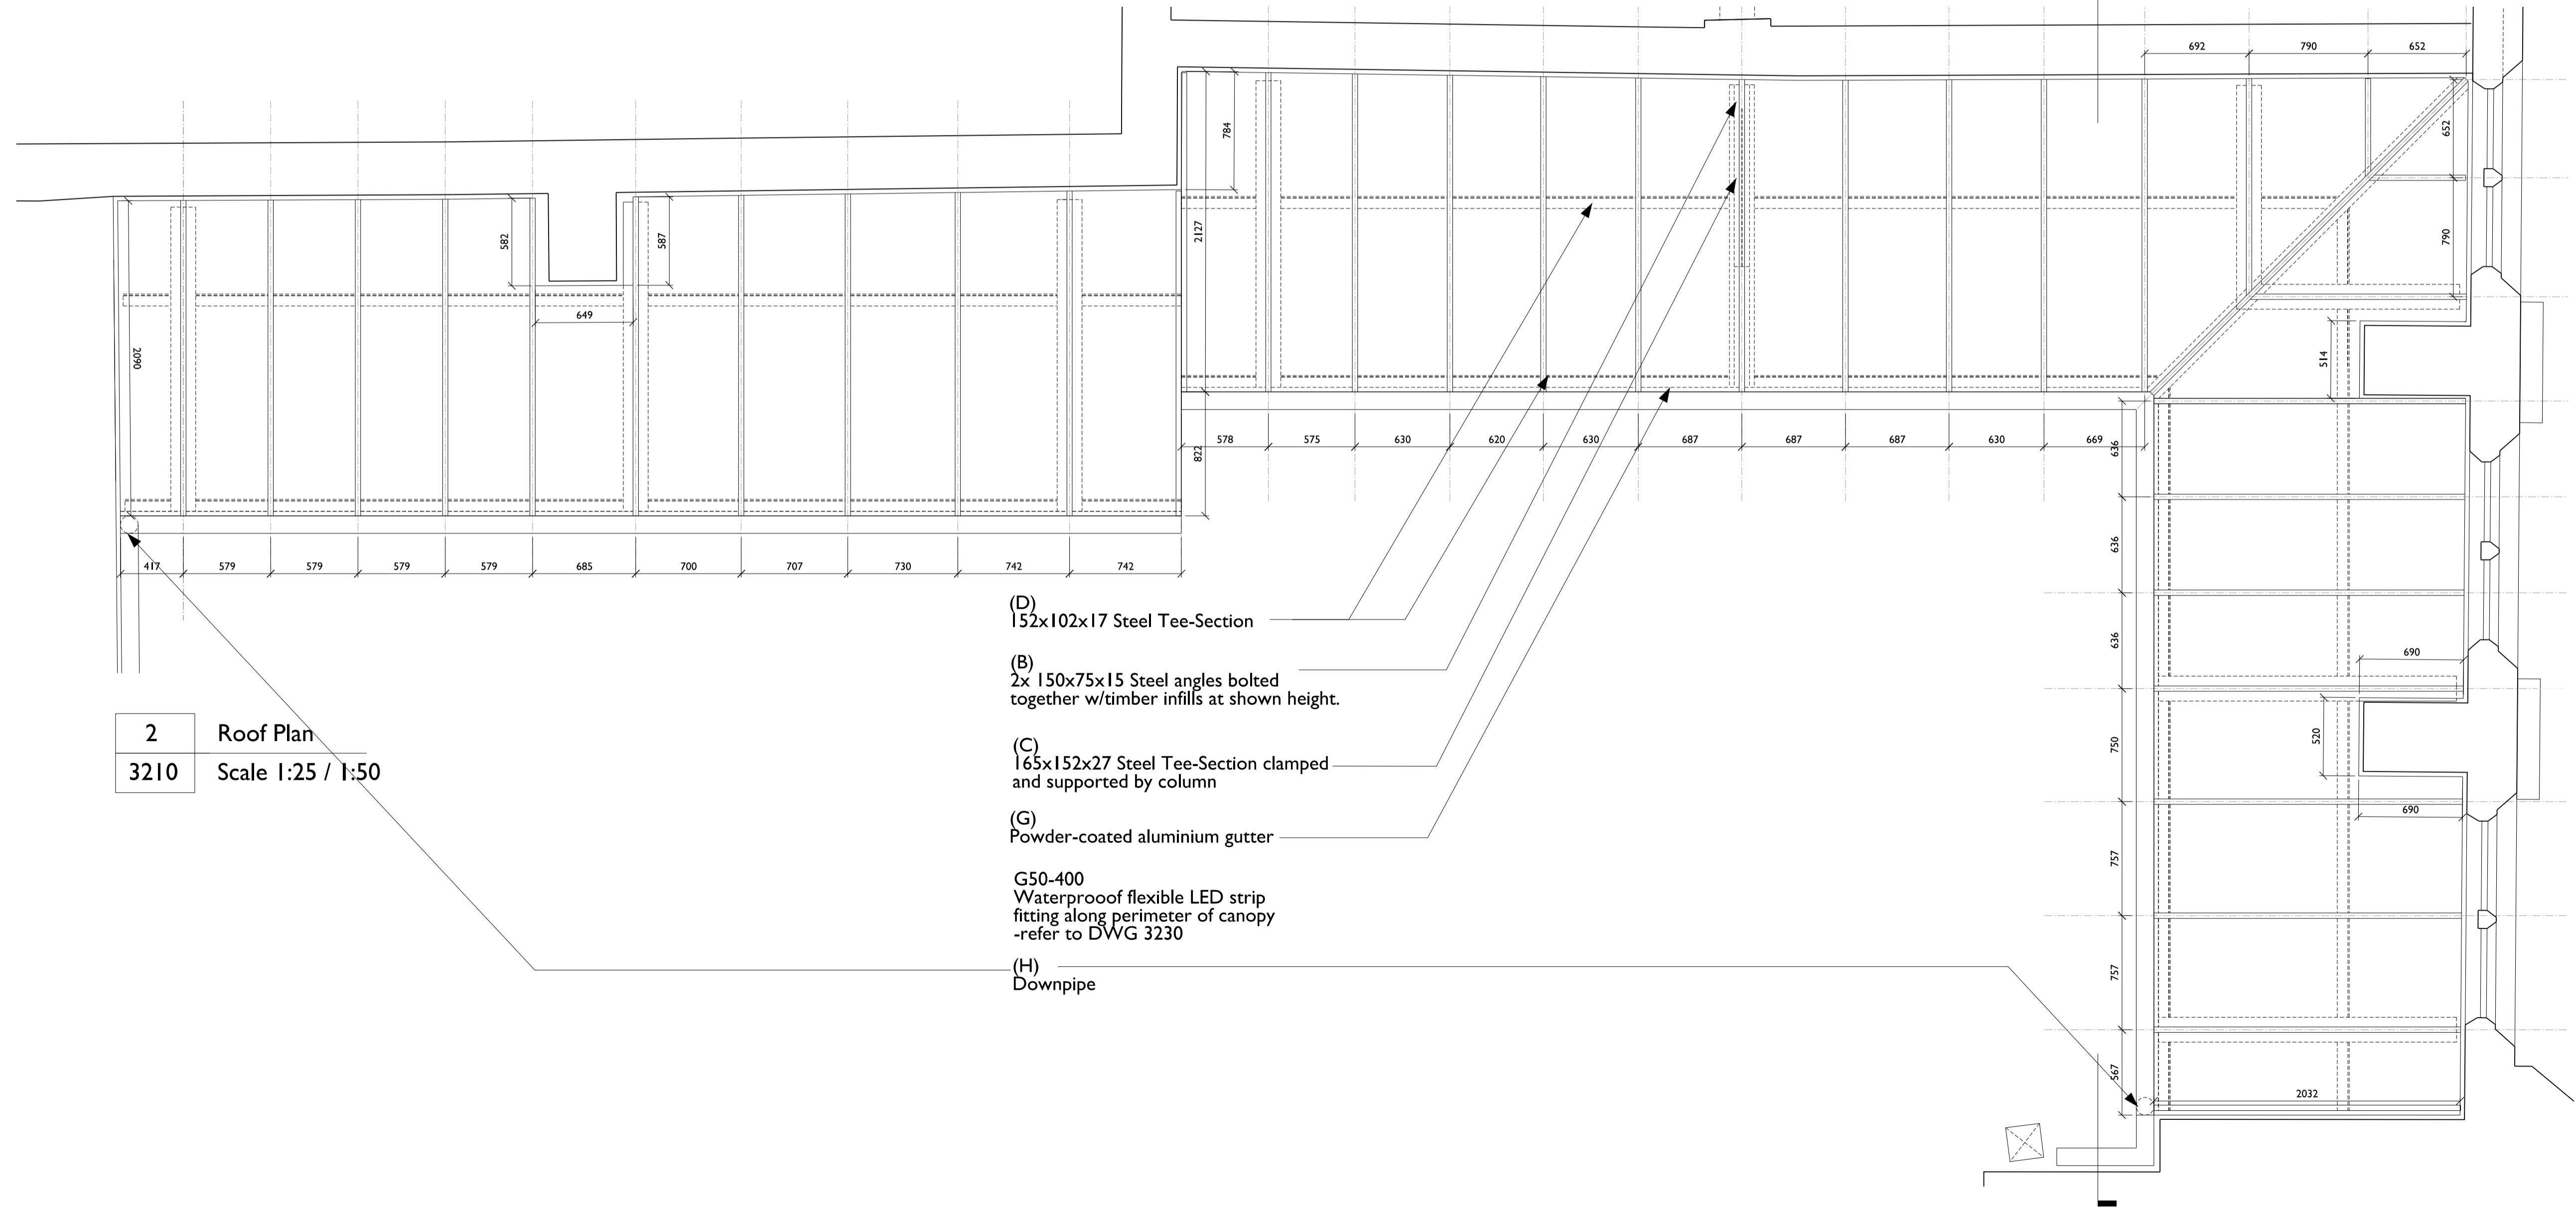 692
790
652
784
652
2127
582
587
790
649
2090
514
578
575
630
620
630
687
687
687
630
669
822
636
417
579
579
579
579
685
700
707
730
742
742
636
(D)
152x102x17 Steel Tee-Section
636
(B)
2x 150x75x15 Steel angles bolted
together w/timber infills at shown height.
690
2
Roof Plan
3210
Scale 1:25 / 1:50
520
750
(C)
165x152x27 Steel Tee-Section clamped
and supported by column
690
(G)
Powder-coated aluminium gutter
757
G50-400
Waterprooof flexible LED strip
fitting along perimeter of canopy
-refer to DWG 3230
757
(H)
Downpipe
567
2032